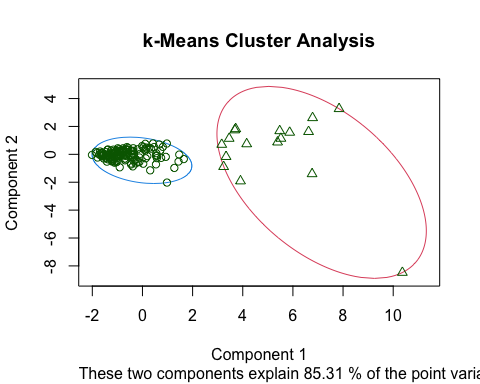 k-Means Cluster Analysis
Component 2
4
2
0
-2
-4
-6
-8
-2 0 2 4 6 8 10
Component 1
These two components explain 85.31 % of the point varia